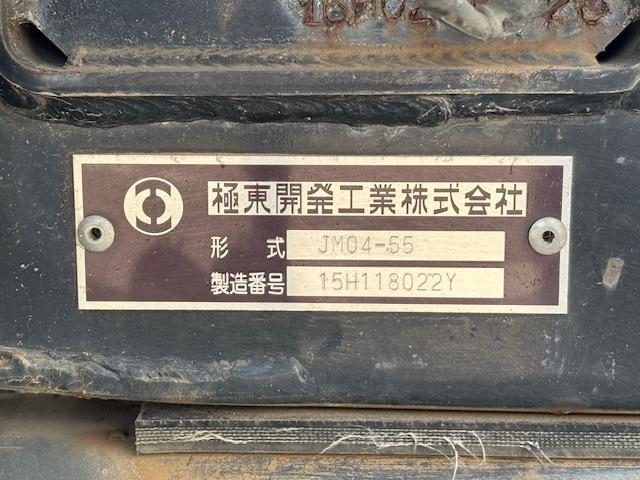 極東開発工業株式会社
形 式 JM04-55
製造番号 15H118022Y